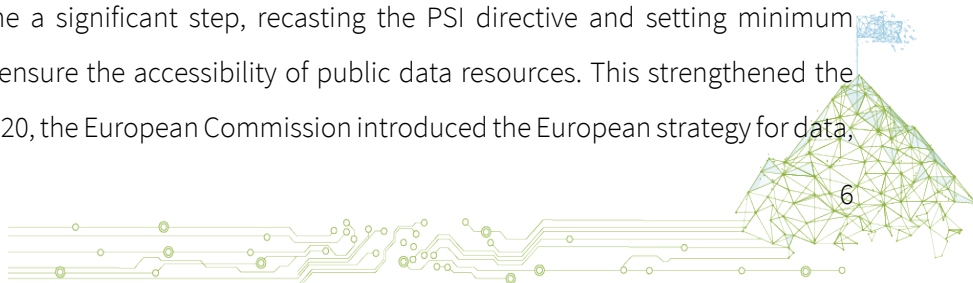 ne a significant step, recasting the PSI directive and setting minimum
ensure the accessibility of public data resources. This strengthened the
20, the European Commission introduced the European strategy for data,
6